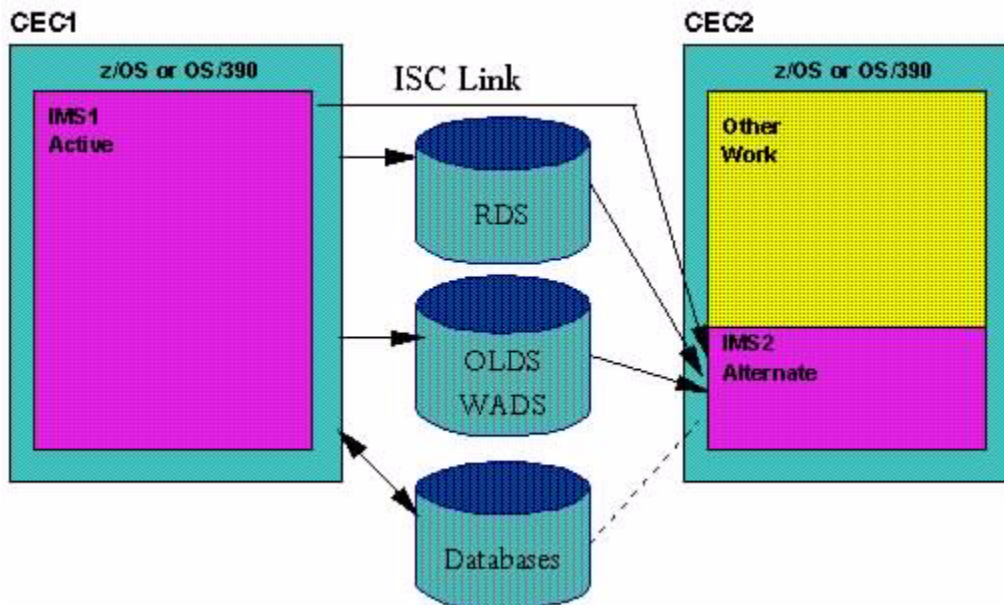 CEC1
CEC2
z/OS or OS/390
z/OS or OS/390
ISC Link
IMS1
Active
Other
Work
RDS
IMS2
Alternate
OLDS
WADS
Databases